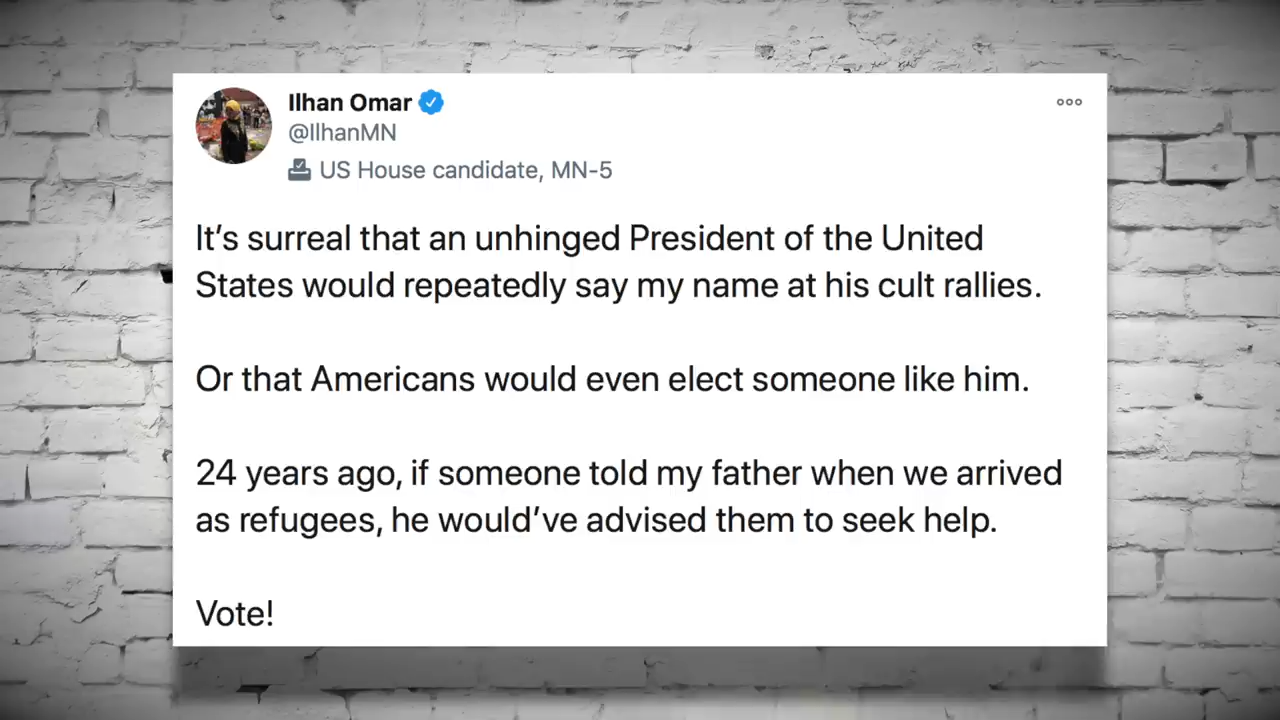 Ilhan Omar
@IlhanMN
US House candidate, MN-5
It’s surreal that an unhinged President of the United
States would repeatedly say my name at his cult rallies.
Or that Americans would even elect someone like him.
24 years ago, if someone told my father when we arrived
as refugees, he would’ve advised them to seek help.
Vote!